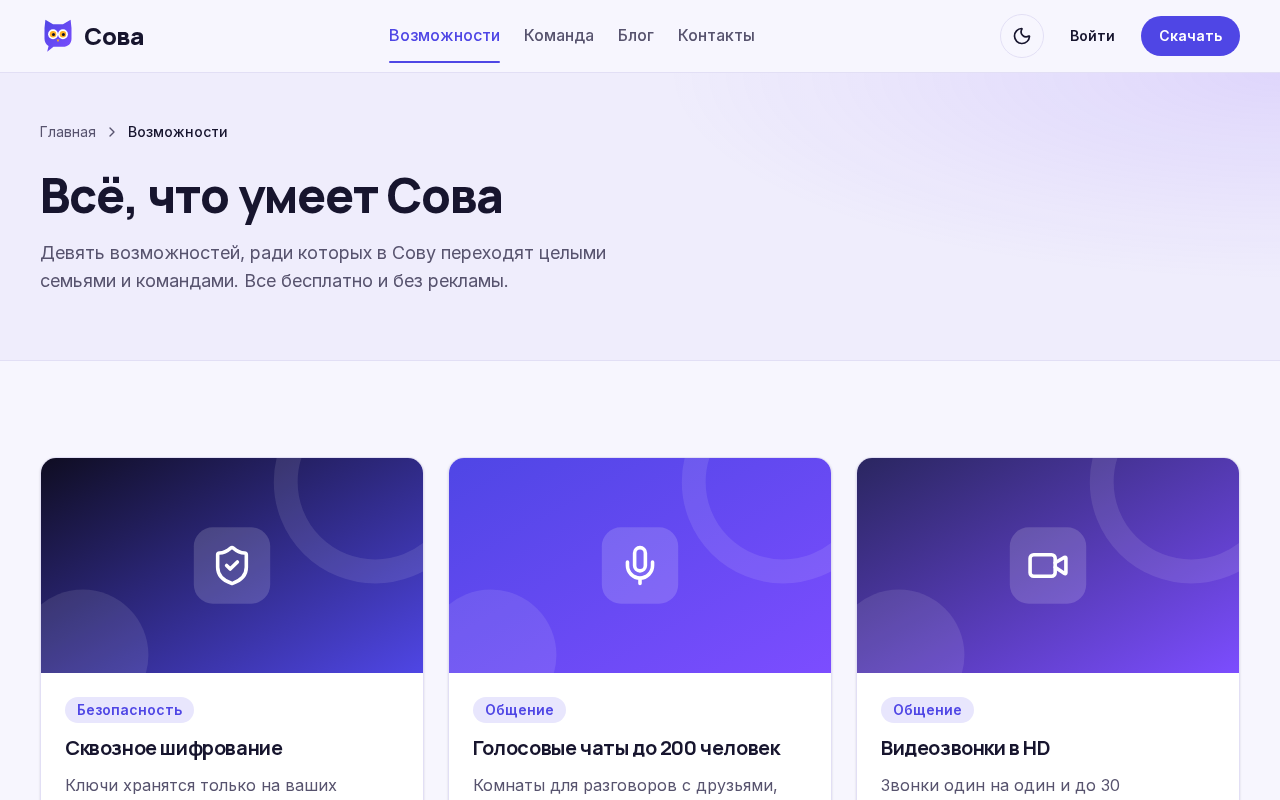 Сова
Возможности
Команда
Блог
Контакты
Войти
Скачать
Главная
Возможности
Всё, что умеет Сова
Девять возможностей, ради которых в Сову переходят целыми
семьями и командами. Все бесплатно и без рекламы.
Безопасность
Сквозное шифрование
Ключи хранятся только на ваших
Общение
Голосовые чаты до 200 человек
Комнаты для разговоров с друзьями,
Общение
Видеозвонки в HD
Звонки один на один и до 30